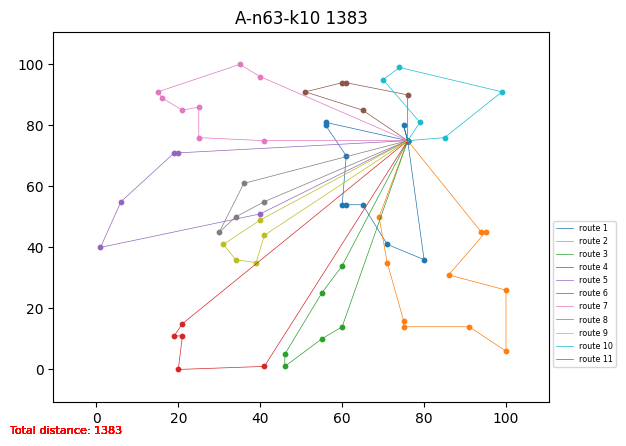 A-n63-k10 1383
100
80
60
40
20
0
0 20 40 60 80 100
route 1
route 2
route 3
route 4
route 5
route 6
route 7
route 8
route 9
route 10
route 11
Total distance: 1383